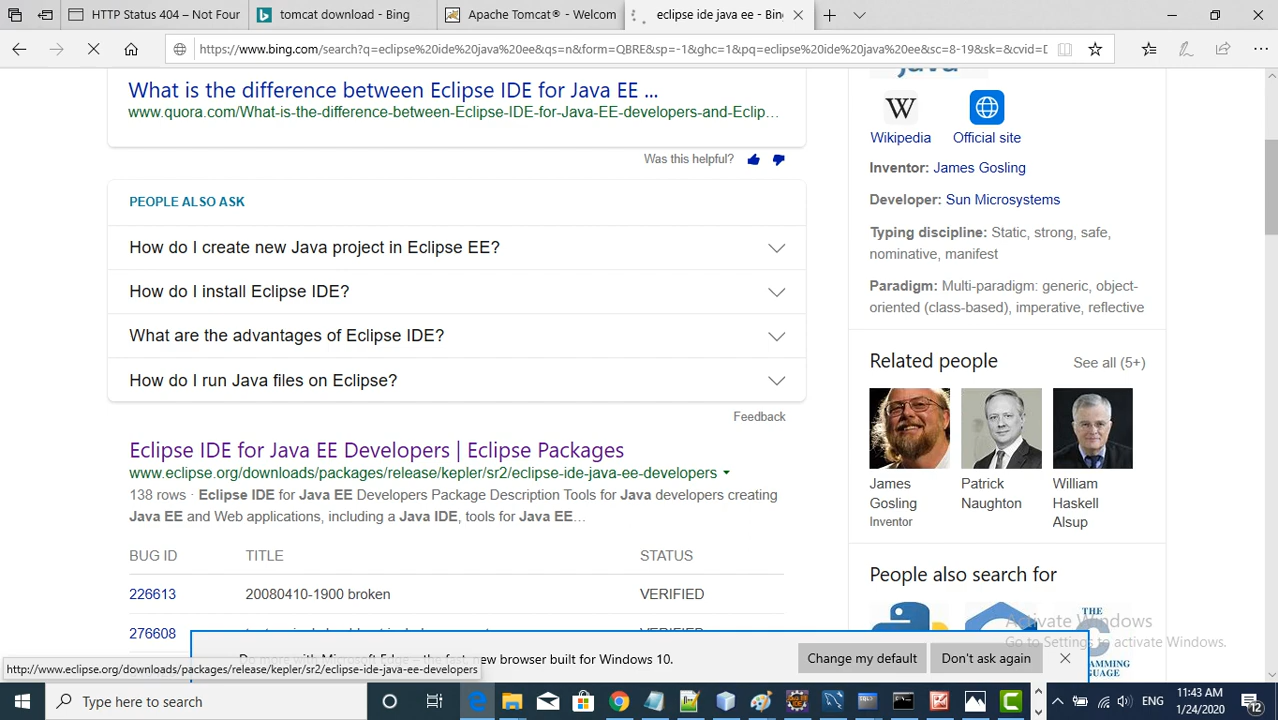 HTTP Status 404 – Not Four
tomcat download - Bing
Apache Tomcat® - Welcom
eclipse ide java ee - Bin
https://www.bing.com/search?q=eclipse%20ide%20java%20ee&qs=n&form=QBRE&sp=-1&ghc=1&pq=eclipse%20ide%20java%20ee&sc=8-19&sk=&cvid=D
What is the difference between Eclipse IDE for Java EE ...
www.quora.com/What-is-the-difference-between-Eclipse-IDE-for-Java-EE-developers-and-Eclip…
Was this helpful?
PEOPLE ALSO ASK
How do I create new Java project in Eclipse EE?
How do I install Eclipse IDE?
What are the advantages of Eclipse IDE?
How do I run Java files on Eclipse?
Feedback
Eclipse IDE for Java EE Developers | Eclipse Packages
www.eclipse.org/downloads/packages/release/kepler/sr2/eclipse-ide-java-ee-developers
138 rows · Eclipse IDE for Java EE Developers Package Description Tools for Java developers creating
Java EE and Web applications, including a Java IDE, tools for Java EE…
BUG ID TITLE STATUS
226613 20080410-1900 broken VERIFIED
276608
Java
W
Wikipedia Official site
Inventor: James Gosling
Developer: Sun Microsystems
Typing discipline: Static, strong, safe,
nominative, manifest
Paradigm: Multi-paradigm: generic, object-
oriented (class-based), imperative, reflective
Related people See all (5+)
James
Gosling
Inventor
Patrick
Naughton
William
Haskell
Alsup
People also search for
THE
Activate Windows
Go to Settings to activate Windows.
Do more with Microsoft Edge – the fast, new browser built for Windows 10.
Change my default
Don't ask again
http://www.eclipse.org/downloads/packages/release/kepler/sr2/eclipse-ide-java-ee-developers
Type here to search
ENG
11:43 AM
1/24/2020
12